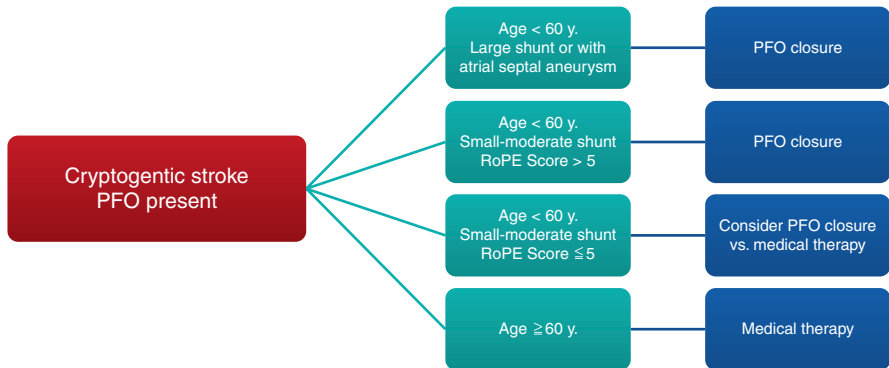 Cryptogentic stroke
PFO present
Age < 60 y.
Large shunt or with
atrial septal aneurysm
PFO closure
Age < 60 y.
Small-moderate shunt
RoPE Score > 5
PFO closure
Age < 60 y.
Small-moderate shunt
RoPE Score ≦5
Consider PFO closure
vs. medical therapy
Age ≧60 y.
Medical therapy